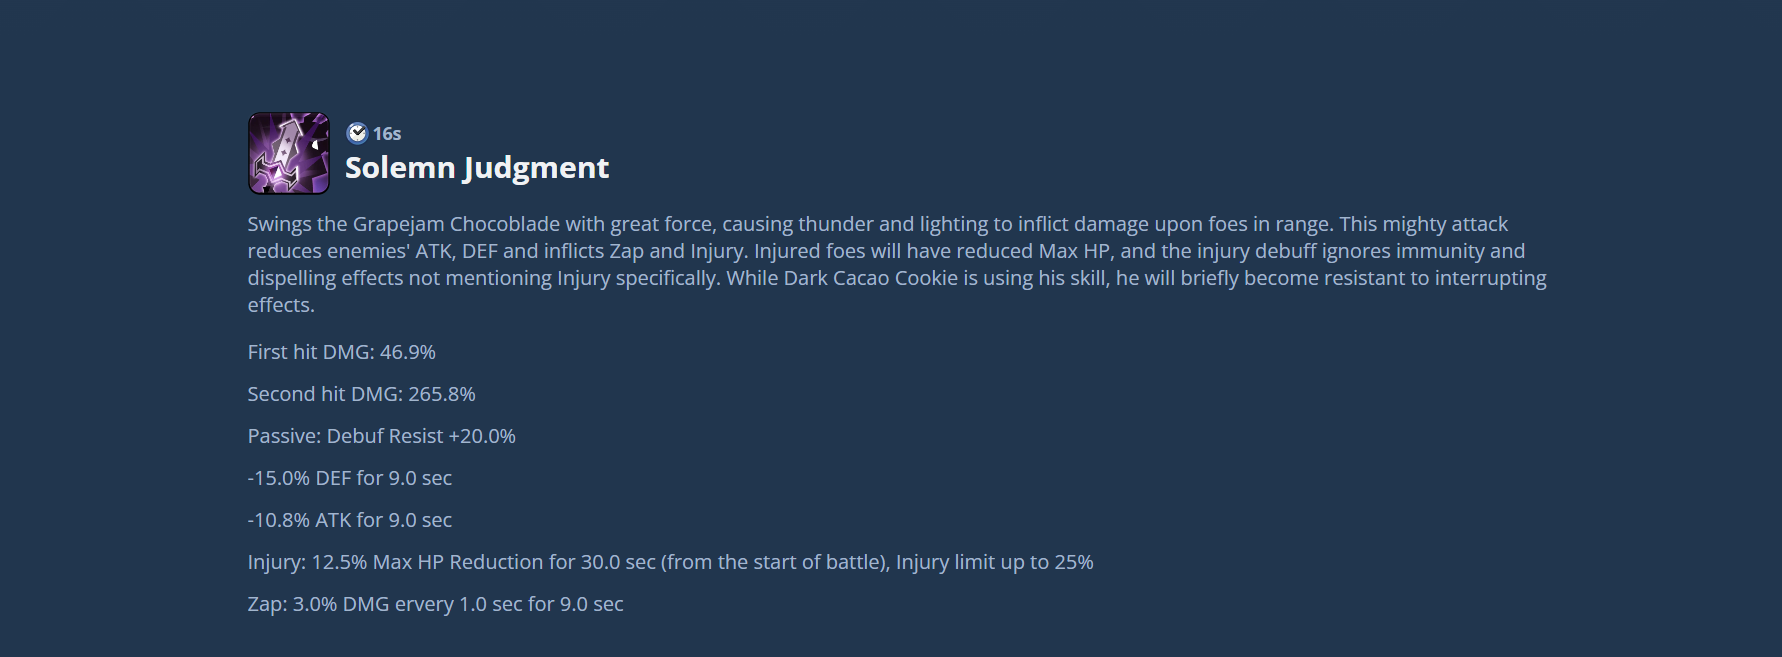 16s
Solemn Judgment
Swings the Grapejam Chocoblade with great force, causing thunder and lighting to inflict damage upon foes in range. This mighty attack
reduces enemies' ATK, DEF and inflicts Zap and Injury. Injured foes will have reduced Max HP, and the injury debuff ignores immunity and
dispelling effects not mentioning Injury specifically. While Dark Cacao Cookie is using his skill, he will briefly become resistant to interrupting
effects.
First hit DMG: 46.9%
Second hit DMG: 265.8%
Passive: Debuf Resist +20.0%
-15.0% DEF for 9.0 sec
-10.8% ATK for 9.0 sec
Injury: 12.5% Max HP Reduction for 30.0 sec (from the start of battle), Injury limit up to 25%
Zap: 3.0% DMG ervery 1.0 sec for 9.0 sec